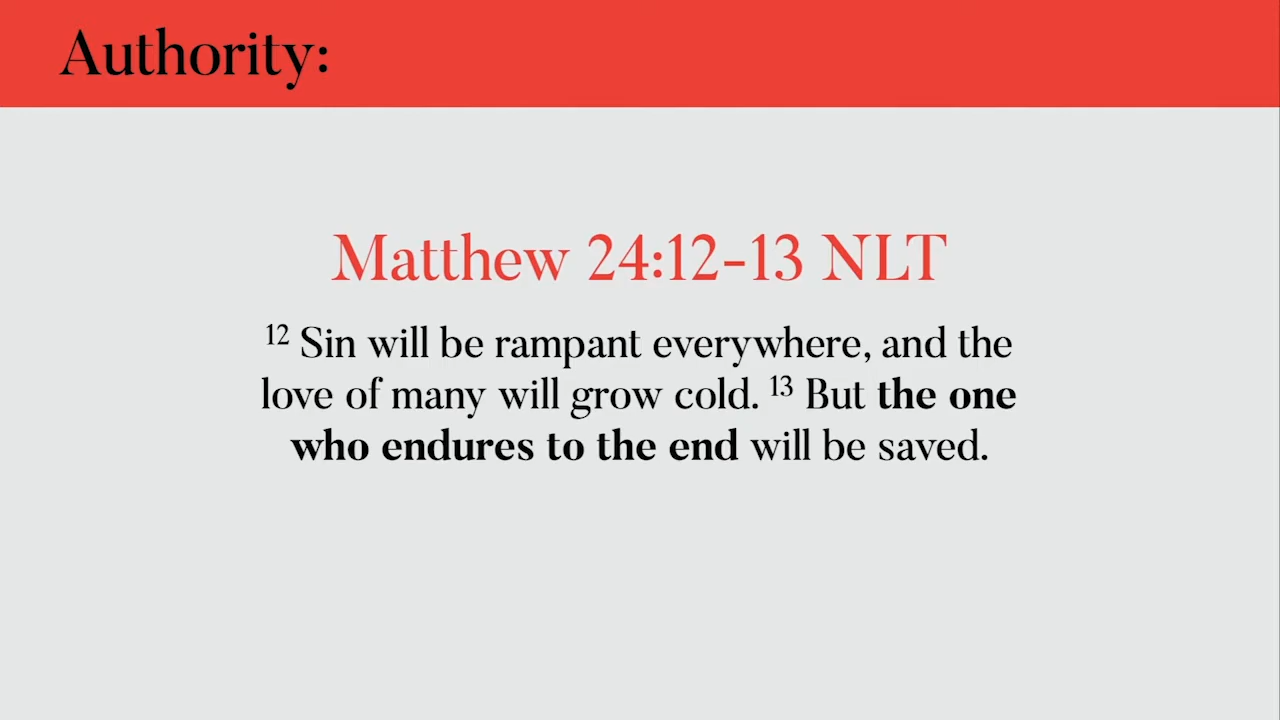 Authority:
Matthew 24:12-13 NLT
12 Sin will be rampant everywhere, and the
love of many will grow cold. 13 But the one
who endures to the end will be saved.